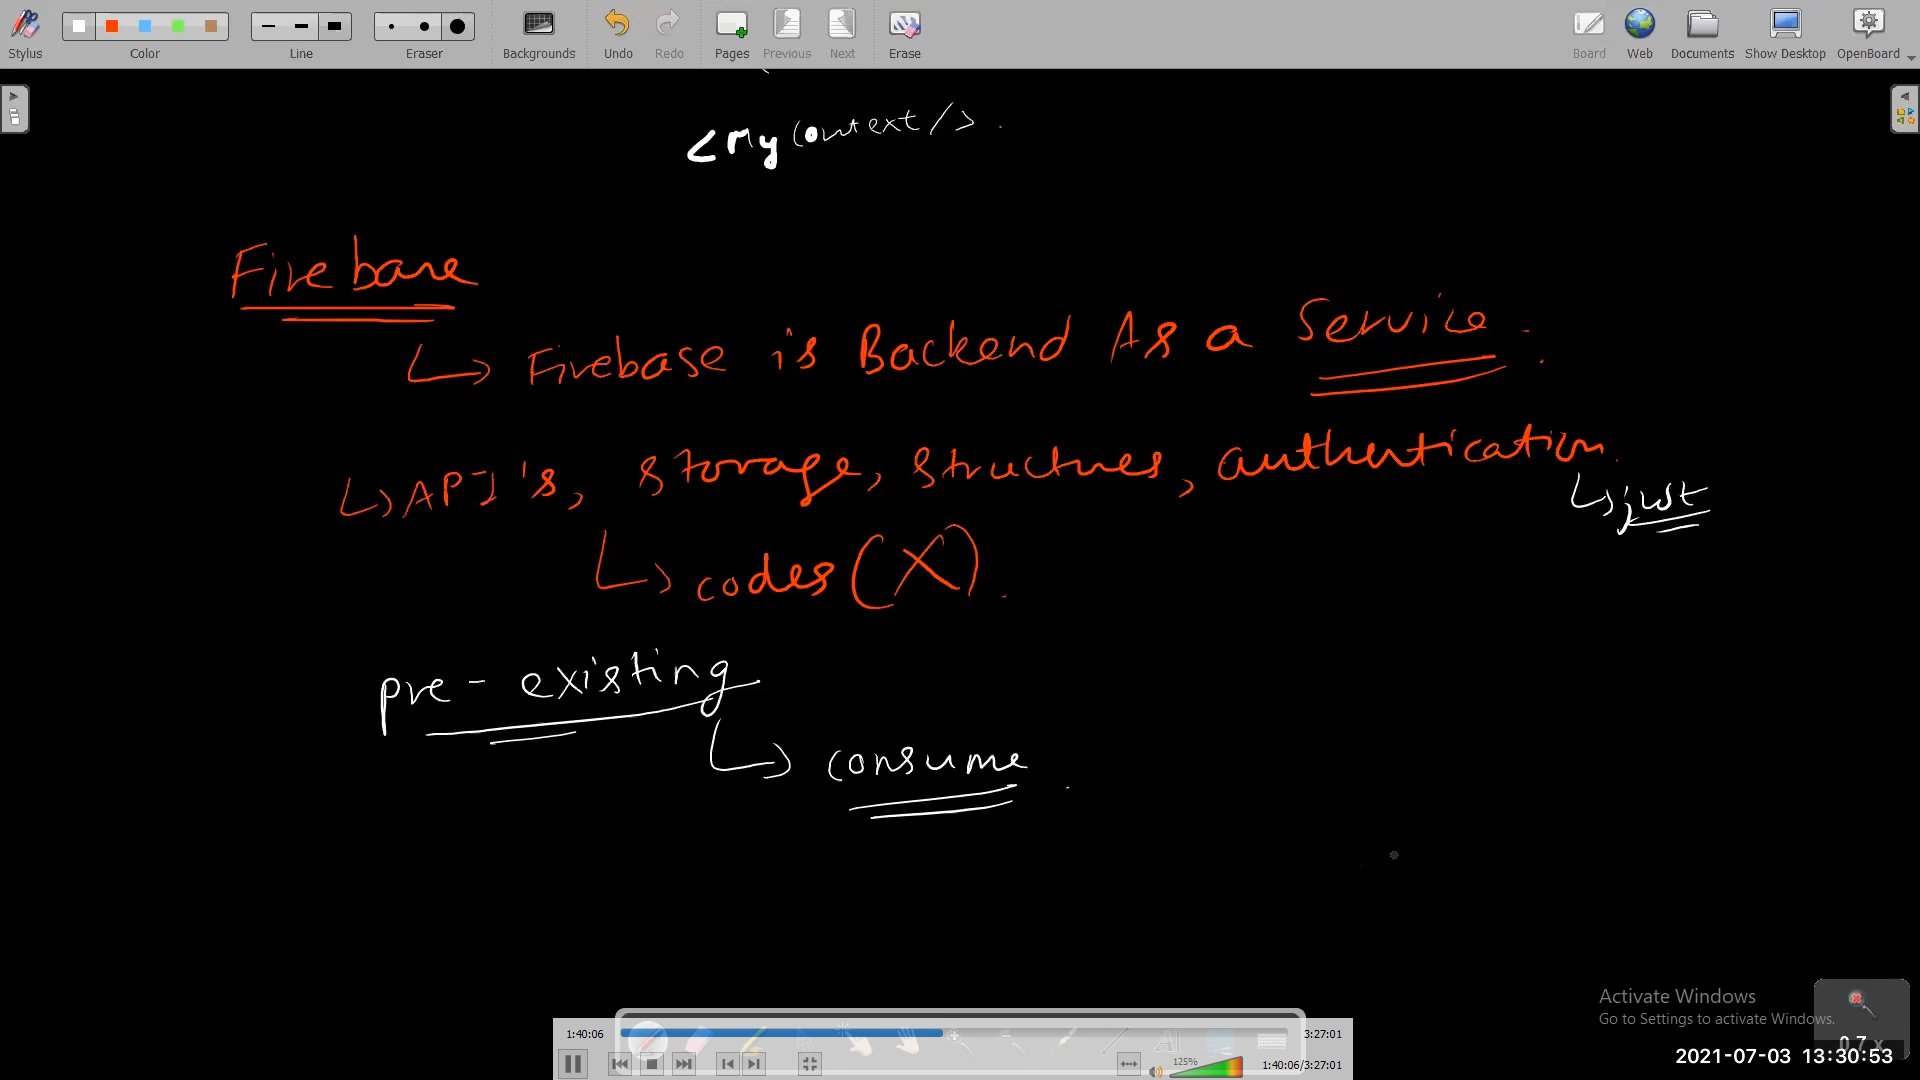 Stylus Color Line Eraser Backgrounds Undo Redo Pages Previous Next Erase Board Web Documents Show Desktop OpenBoard
<My Context/>.
Firebase
↳ Firebase is Backend As a Service.
↳ API's, storage, structures, authentication.
↳ just
↳ codes (X).
pre-existing
↳ consume.
Activate Windows
Go to Settings to activate Windows.
0.7 x
1:40:06 3:27:01
2021-07-03 13:30:53
125% 1:40:06/3:27:01